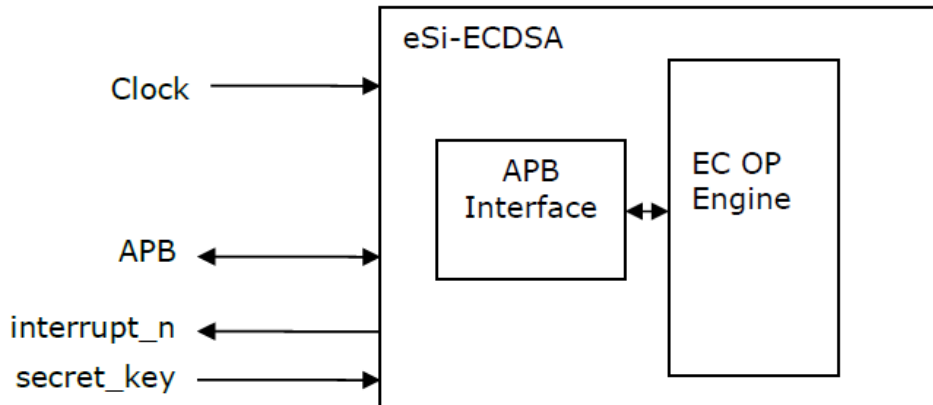 eSi-ECDSA
Clock
APB
Interface
EC OP
Engine
APB
interrupt_n
secret_key